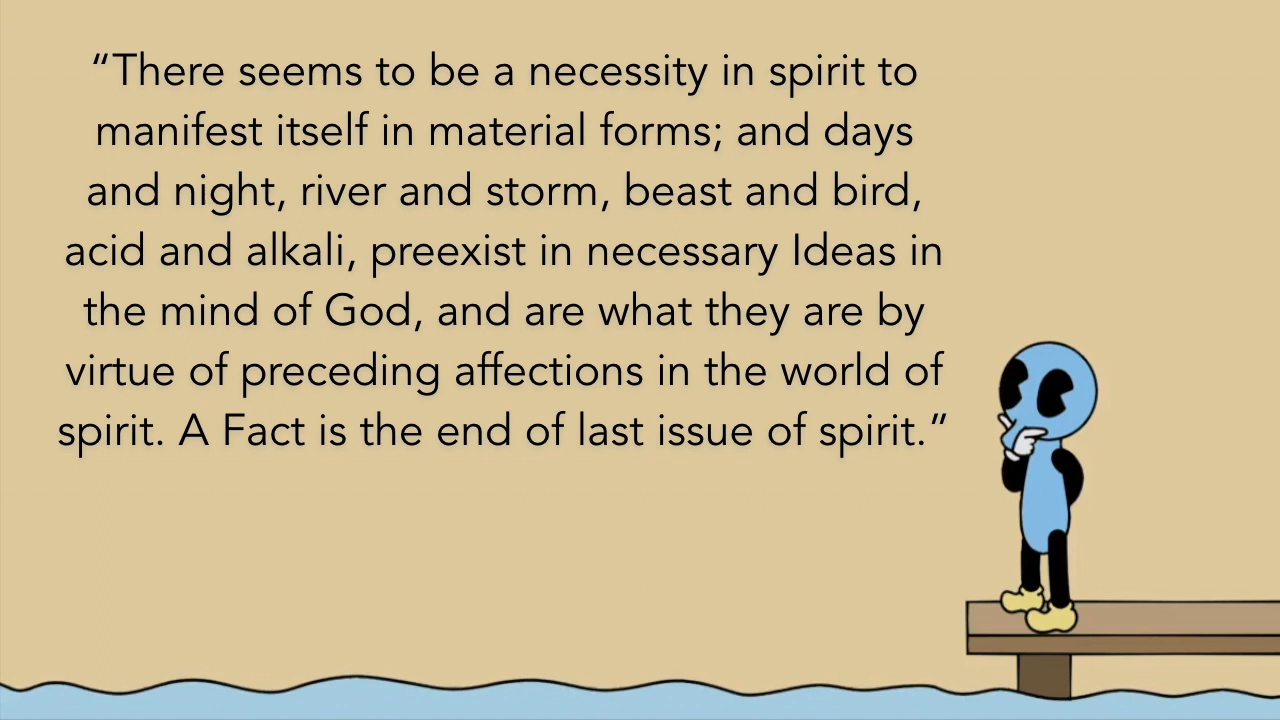 “There seems to be a necessity in spirit to
manifest itself in material forms; and days
and night, river and storm, beast and bird,
acid and alkali, preexist in necessary Ideas in
the mind of God, and are what they are by
virtue of preceding affections in the world of
spirit. A Fact is the end of last issue of spirit.”